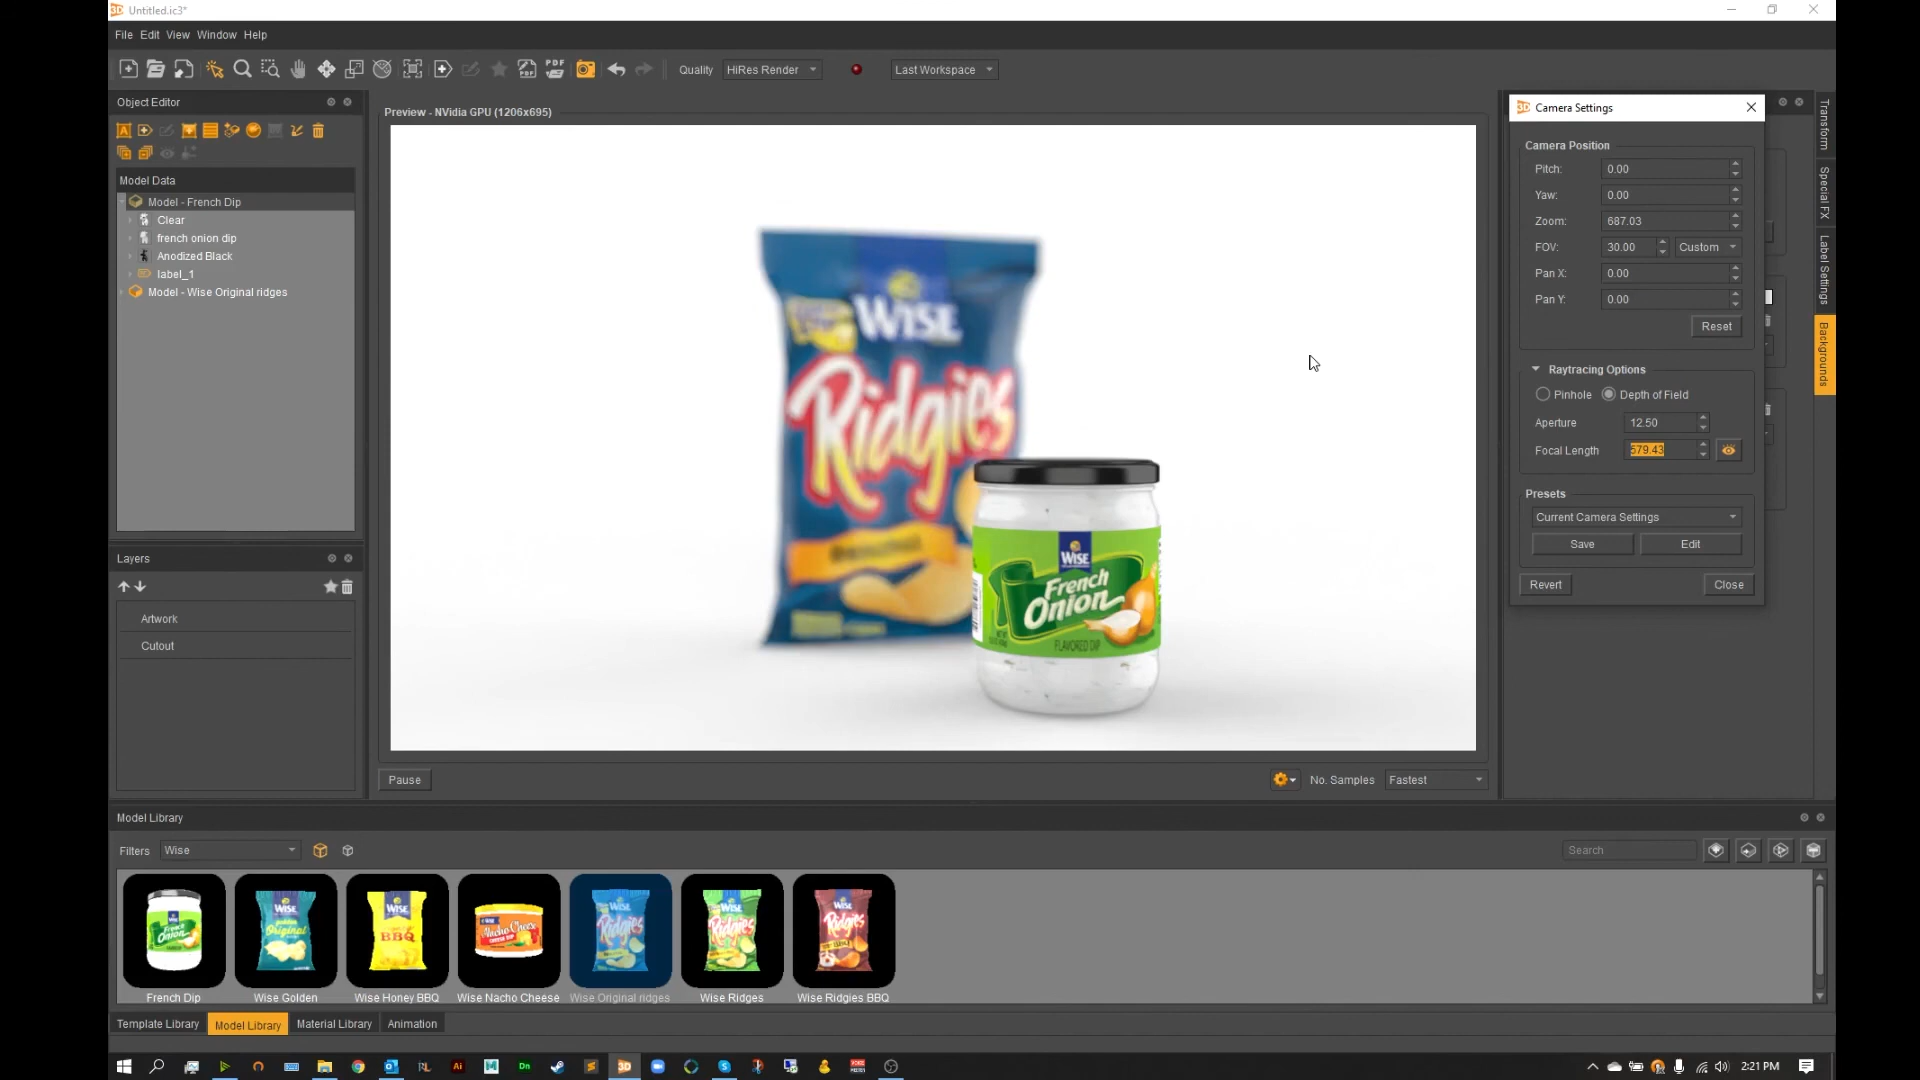 Untitled.ic3*
File Edit View Window Help
Quality HiRes Render Last Workspace
Object Editor
Model Data
Model - French Dip
Clear
french onion dip
Anodized Black
label_1
Model - Wise Original ridges
Layers
Artwork
Cutout
Preview - NVidia GPU (1206x695)
WISE
Ridgies
WISE
French
Onion
FLAVORED DIP
Pause
No. Samples Fastest
Camera Settings
Camera Position
Pitch: 0.00
Yaw: 0.00
Zoom: 687.03
FOV: 30.00 Custom
Pan X: 0.00
Pan Y: 0.00
Reset
Raytracing Options
Pinhole Depth of Field
Aperture 12.50
Focal Length 579.43
Presets
Current Camera Settings
Save Edit
Revert Close
Transform
Special FX
Label Settings
Backgrounds
Model Library
Filters Wise
Search
French Dip
Wise Golden
Wise Honey BBQ
Wise Nacho Cheese
Wise Original ridges
Wise Ridges
Wise Ridgies BBQ
Template Library Model Library Material Library Animation
2:21 PM